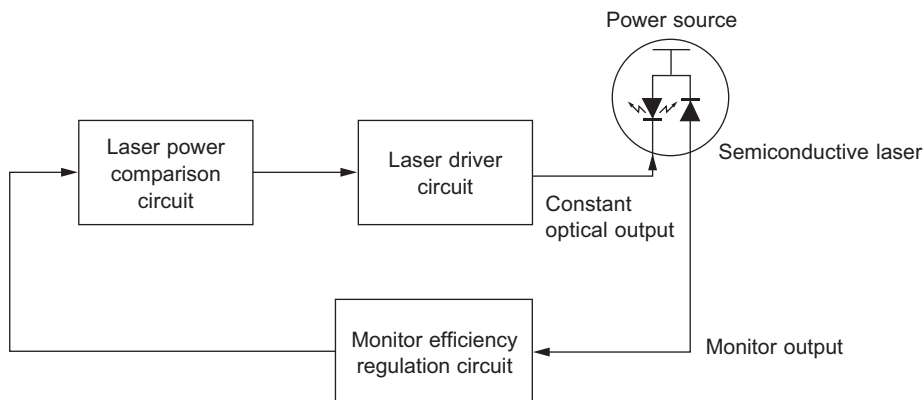 Power source
Laser power
comparison
circuit
Laser driver
circuit
Semiconductive laser
Constant
optical output
Monitor efficiency
regulation circuit
Monitor output